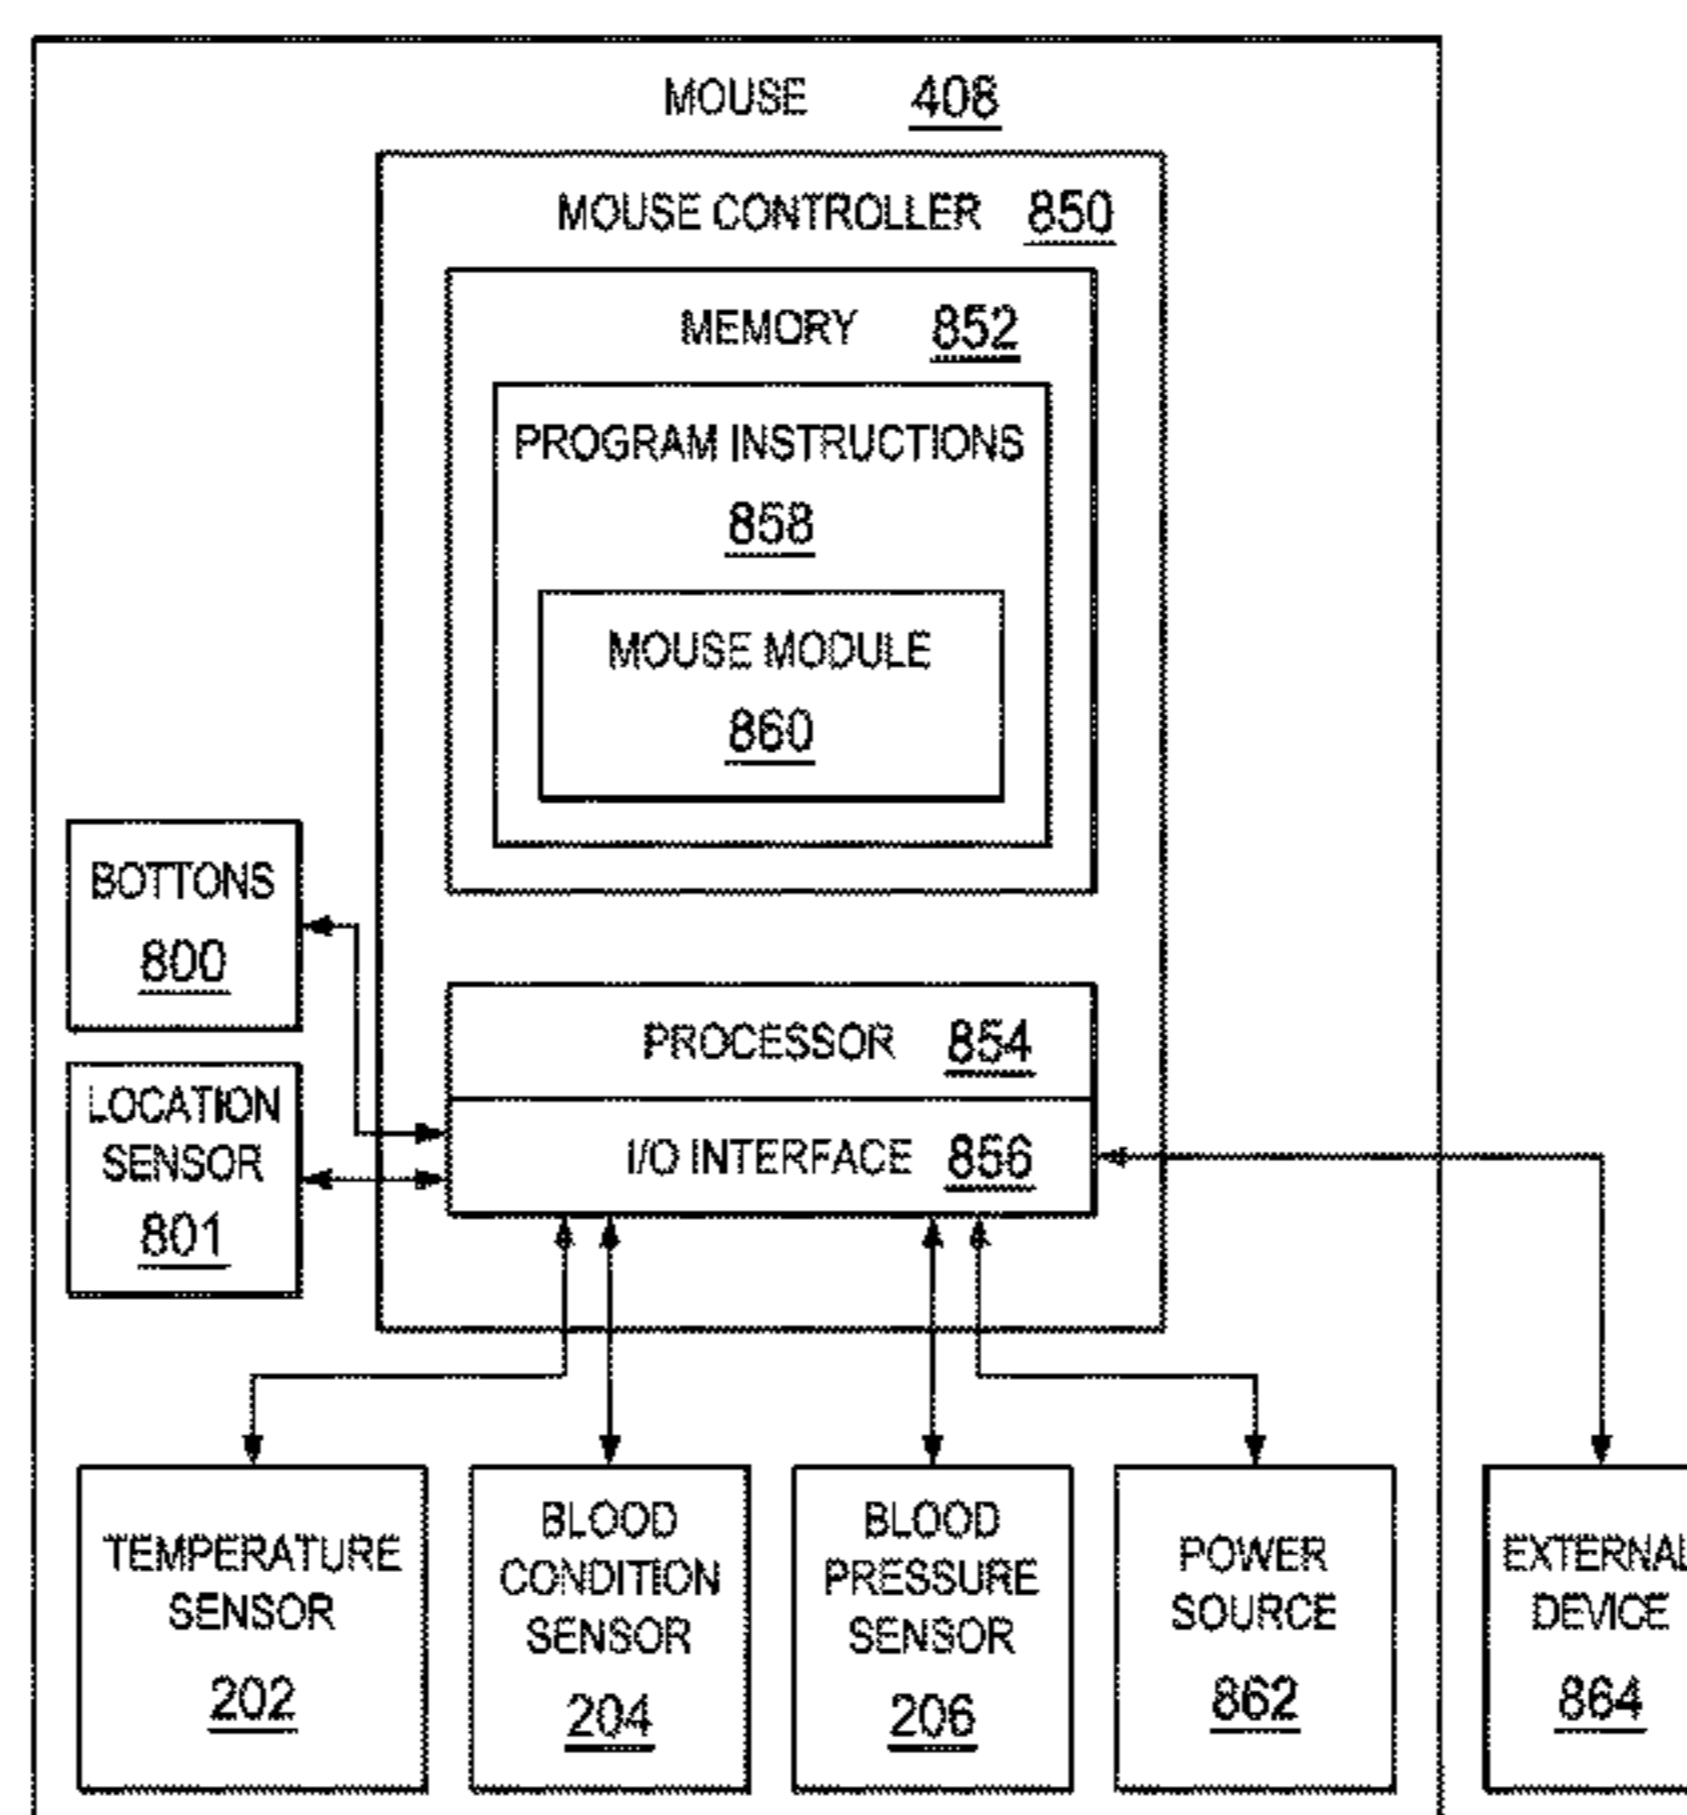 MOUSE 408
MOUSE CONTROLLER 850
MEMORY 852
PROGRAM INSTRUCTIONS
858
MOUSE MODULE
860
BOTTONS
800
PROCESSOR 854
LOCATION
SENSOR
801
I/O INTERFACE 856
TEMPERATURE
SENSOR
202
BLOOD
CONDITION
SENSOR
204
BLOOD
PRESSURE
SENSOR
206
POWER
SOURCE
862
EXTERNAL
DEVICE
864